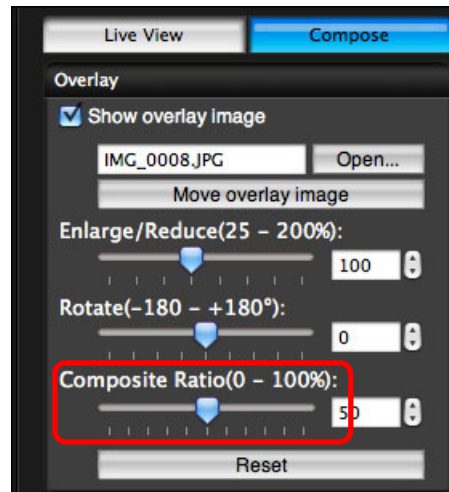 Live View Compose
Overlay
Show overlay image
IMG_0008.JPG Open...
Move overlay image
Enlarge/Reduce(25 – 200%):
100
Rotate(–180 – +180°):
0
Composite Ratio(0 – 100%):
50
Reset